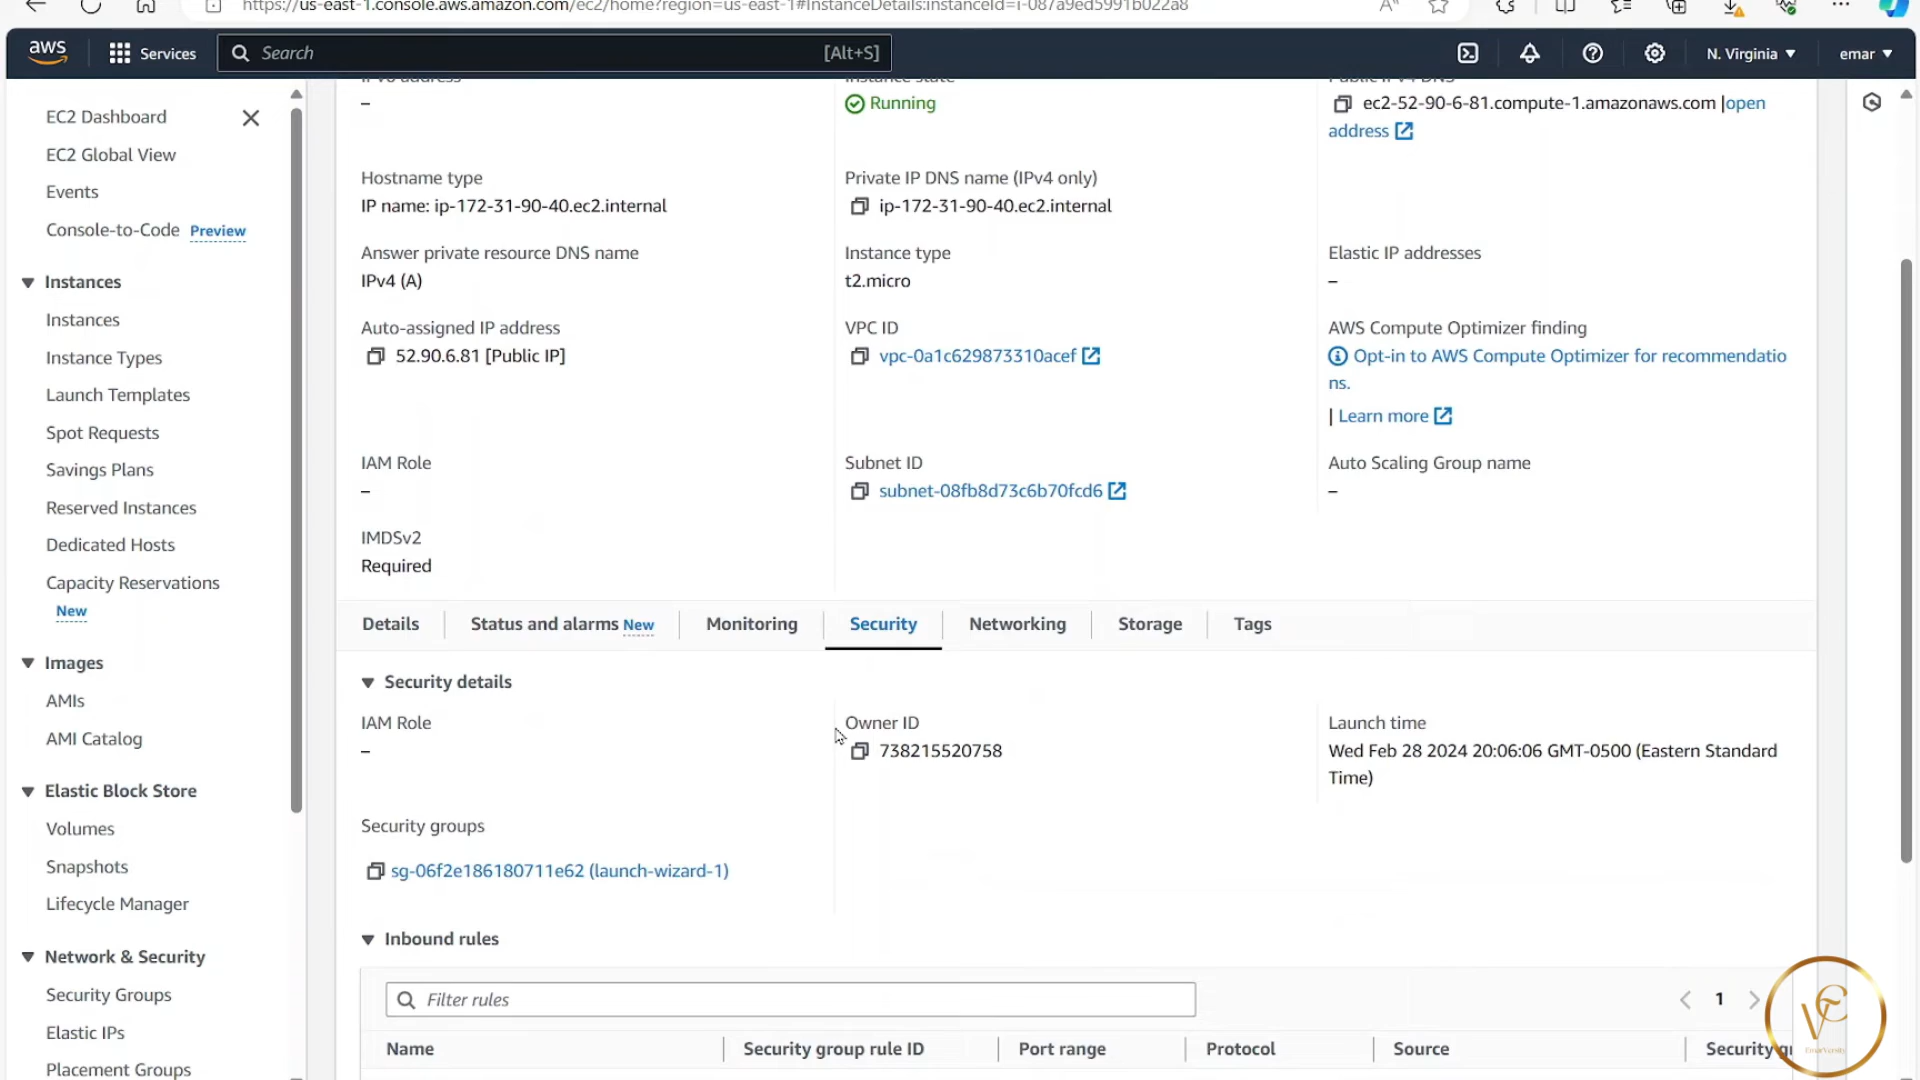 https://us-east-1.console.aws.amazon.com/ec2/home?region=us-east-1#InstanceDetails:instanceId=i-087a9ed5991b022a8
aws
Services
Search
[Alt+S]
N. Virginia
emar
EC2 Dashboard
EC2 Global View
Events
Console-to-Code Preview
Instances
Instances
Instance Types
Launch Templates
Spot Requests
Savings Plans
Reserved Instances
Dedicated Hosts
Capacity Reservations
New
Images
AMIs
AMI Catalog
Elastic Block Store
Volumes
Snapshots
Lifecycle Manager
Network & Security
Security Groups
Elastic IPs
Placement Groups
IPv6 address
–
Instance state
Running
Public IPv4 DNS
ec2-52-90-6-81.compute-1.amazonaws.com |open
address
Hostname type
IP name: ip-172-31-90-40.ec2.internal
Private IP DNS name (IPv4 only)
ip-172-31-90-40.ec2.internal
Answer private resource DNS name
IPv4 (A)
Instance type
t2.micro
Elastic IP addresses
–
Auto-assigned IP address
52.90.6.81 [Public IP]
VPC ID
vpc-0a1c629873310acef
AWS Compute Optimizer finding
Opt-in to AWS Compute Optimizer for recommendatio
ns.
| Learn more
IAM Role
–
Subnet ID
subnet-08fb8d73c6b70fcd6
Auto Scaling Group name
–
IMDSv2
Required
Details
Status and alarms New
Monitoring
Security
Networking
Storage
Tags
Security details
IAM Role
–
Owner ID
738215520758
Launch time
Wed Feb 28 2024 20:06:06 GMT-0500 (Eastern Standard
Time)
Security groups
sg-06f2e186180711e62 (launch-wizard-1)
Inbound rules
Filter rules
1
Name
Security group rule ID
Port range
Protocol
Source
Security